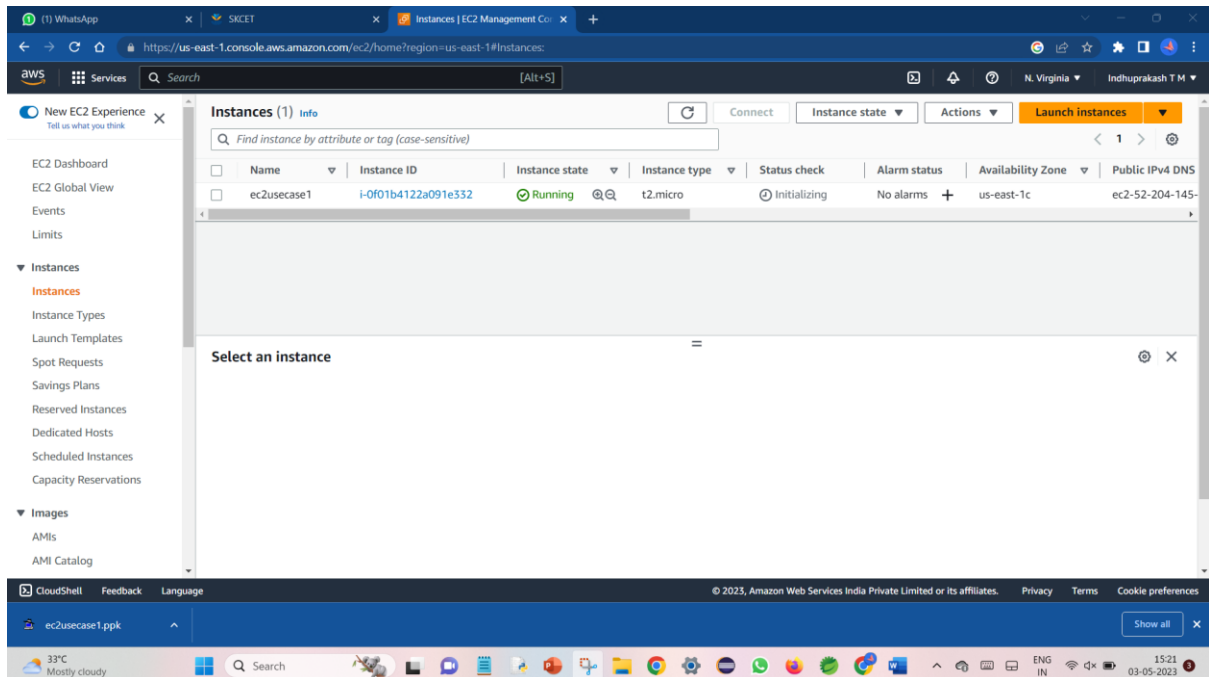 (1) WhatsApp
SKCET
Instances | EC2 Management Co
https://us-east-1.console.aws.amazon.com/ec2/home?region=us-east-1#Instances:
aws
Services
Search
[Alt+S]
N. Virginia
Indhuprakash T M
New EC2 Experience
Tell us what you think
EC2 Dashboard
EC2 Global View
Events
Limits
Instances
Instances
Instance Types
Launch Templates
Spot Requests
Savings Plans
Reserved Instances
Dedicated Hosts
Scheduled Instances
Capacity Reservations
Images
AMIs
AMI Catalog
Instances (1) Info
Connect
Instance state
Actions
Launch instances
Find instance by attribute or tag (case-sensitive)
1
Name Instance ID Instance state Instance type Status check Alarm status Availability Zone Public IPv4 DNS
ec2usecase1 i-0f01b4122a091e332 Running t2.micro Initializing No alarms + us-east-1c ec2-52-204-145-
Select an instance
CloudShell Feedback Language
© 2023, Amazon Web Services India Private Limited or its affiliates. Privacy Terms Cookie preferences
ec2usecase1.ppk
Show all
33°C
Mostly cloudy
Search
ENG
IN
15:21
03-05-2023
3